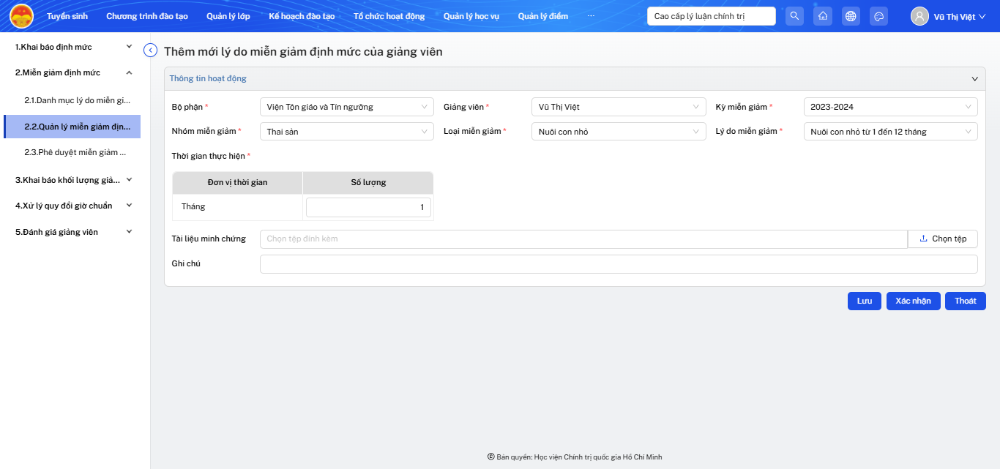 Tuyển sinh Chương trình đào tạo Quản lý lớp Kế hoạch đào tạo Tổ chức hoạt động Quản lý học vụ Quản lý điểm ··· Cao cấp lý luận chính trị Vũ Thị Việt
1.Khai báo định mức
2.Miễn giảm định mức
2.1.Danh mục lý do miễn gi...
2.2.Quản lý miễn giảm địn...
2.3.Phê duyệt miễn giảm ...
3.Khai báo khối lượng giả...
4.Xử lý quy đổi giờ chuẩn
5.Đánh giá giảng viên
Thêm mới lý do miễn giảm định mức của giảng viên
Thông tin hoạt động
Bộ phận * Viện Tôn giáo và Tín ngưỡng Giảng viên * Vũ Thị Việt Kỳ miễn giảm * 2023-2024
Nhóm miễn giảm * Thai sản Loại miễn giảm * Nuôi con nhỏ Lý do miễn giảm * Nuôi con nhỏ từ 1 đến 12 tháng
Thời gian thực hiện *
Đơn vị thời gian Số lượng
Tháng 1
Tài liệu minh chứng Chọn tệp đính kèm Chọn tệp
Ghi chú
Lưu Xác nhận Thoát
© Bản quyền: Học viện Chính trị quốc gia Hồ Chí Minh